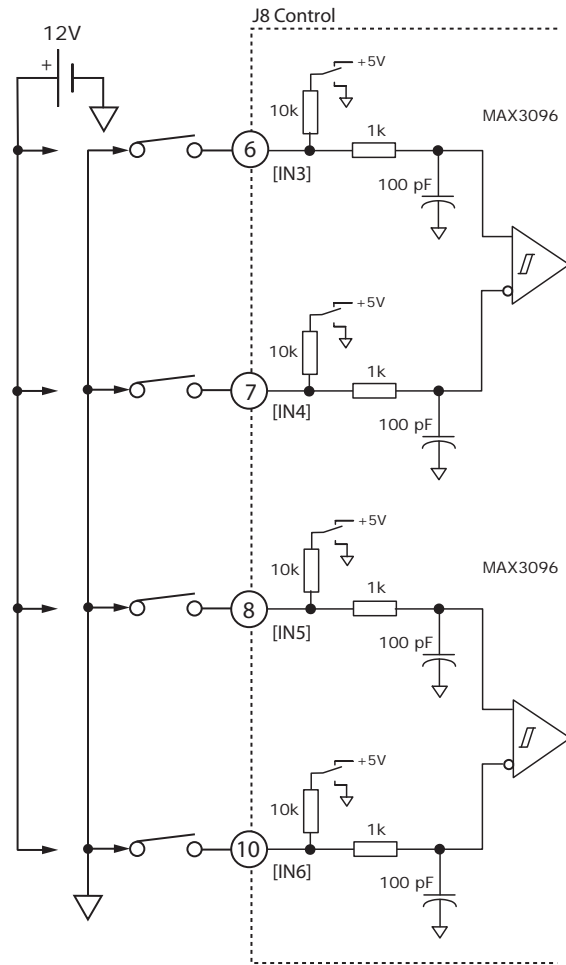 J8 Control
12V
+
+5V
10k
1k
MAX3096
6
[IN3]
100 pF
+5V
10k
1k
7
[IN4]
100 pF
+5V
10k
1k
MAX3096
8
[IN5]
100 pF
+5V
10k
1k
10
[IN6]
100 pF